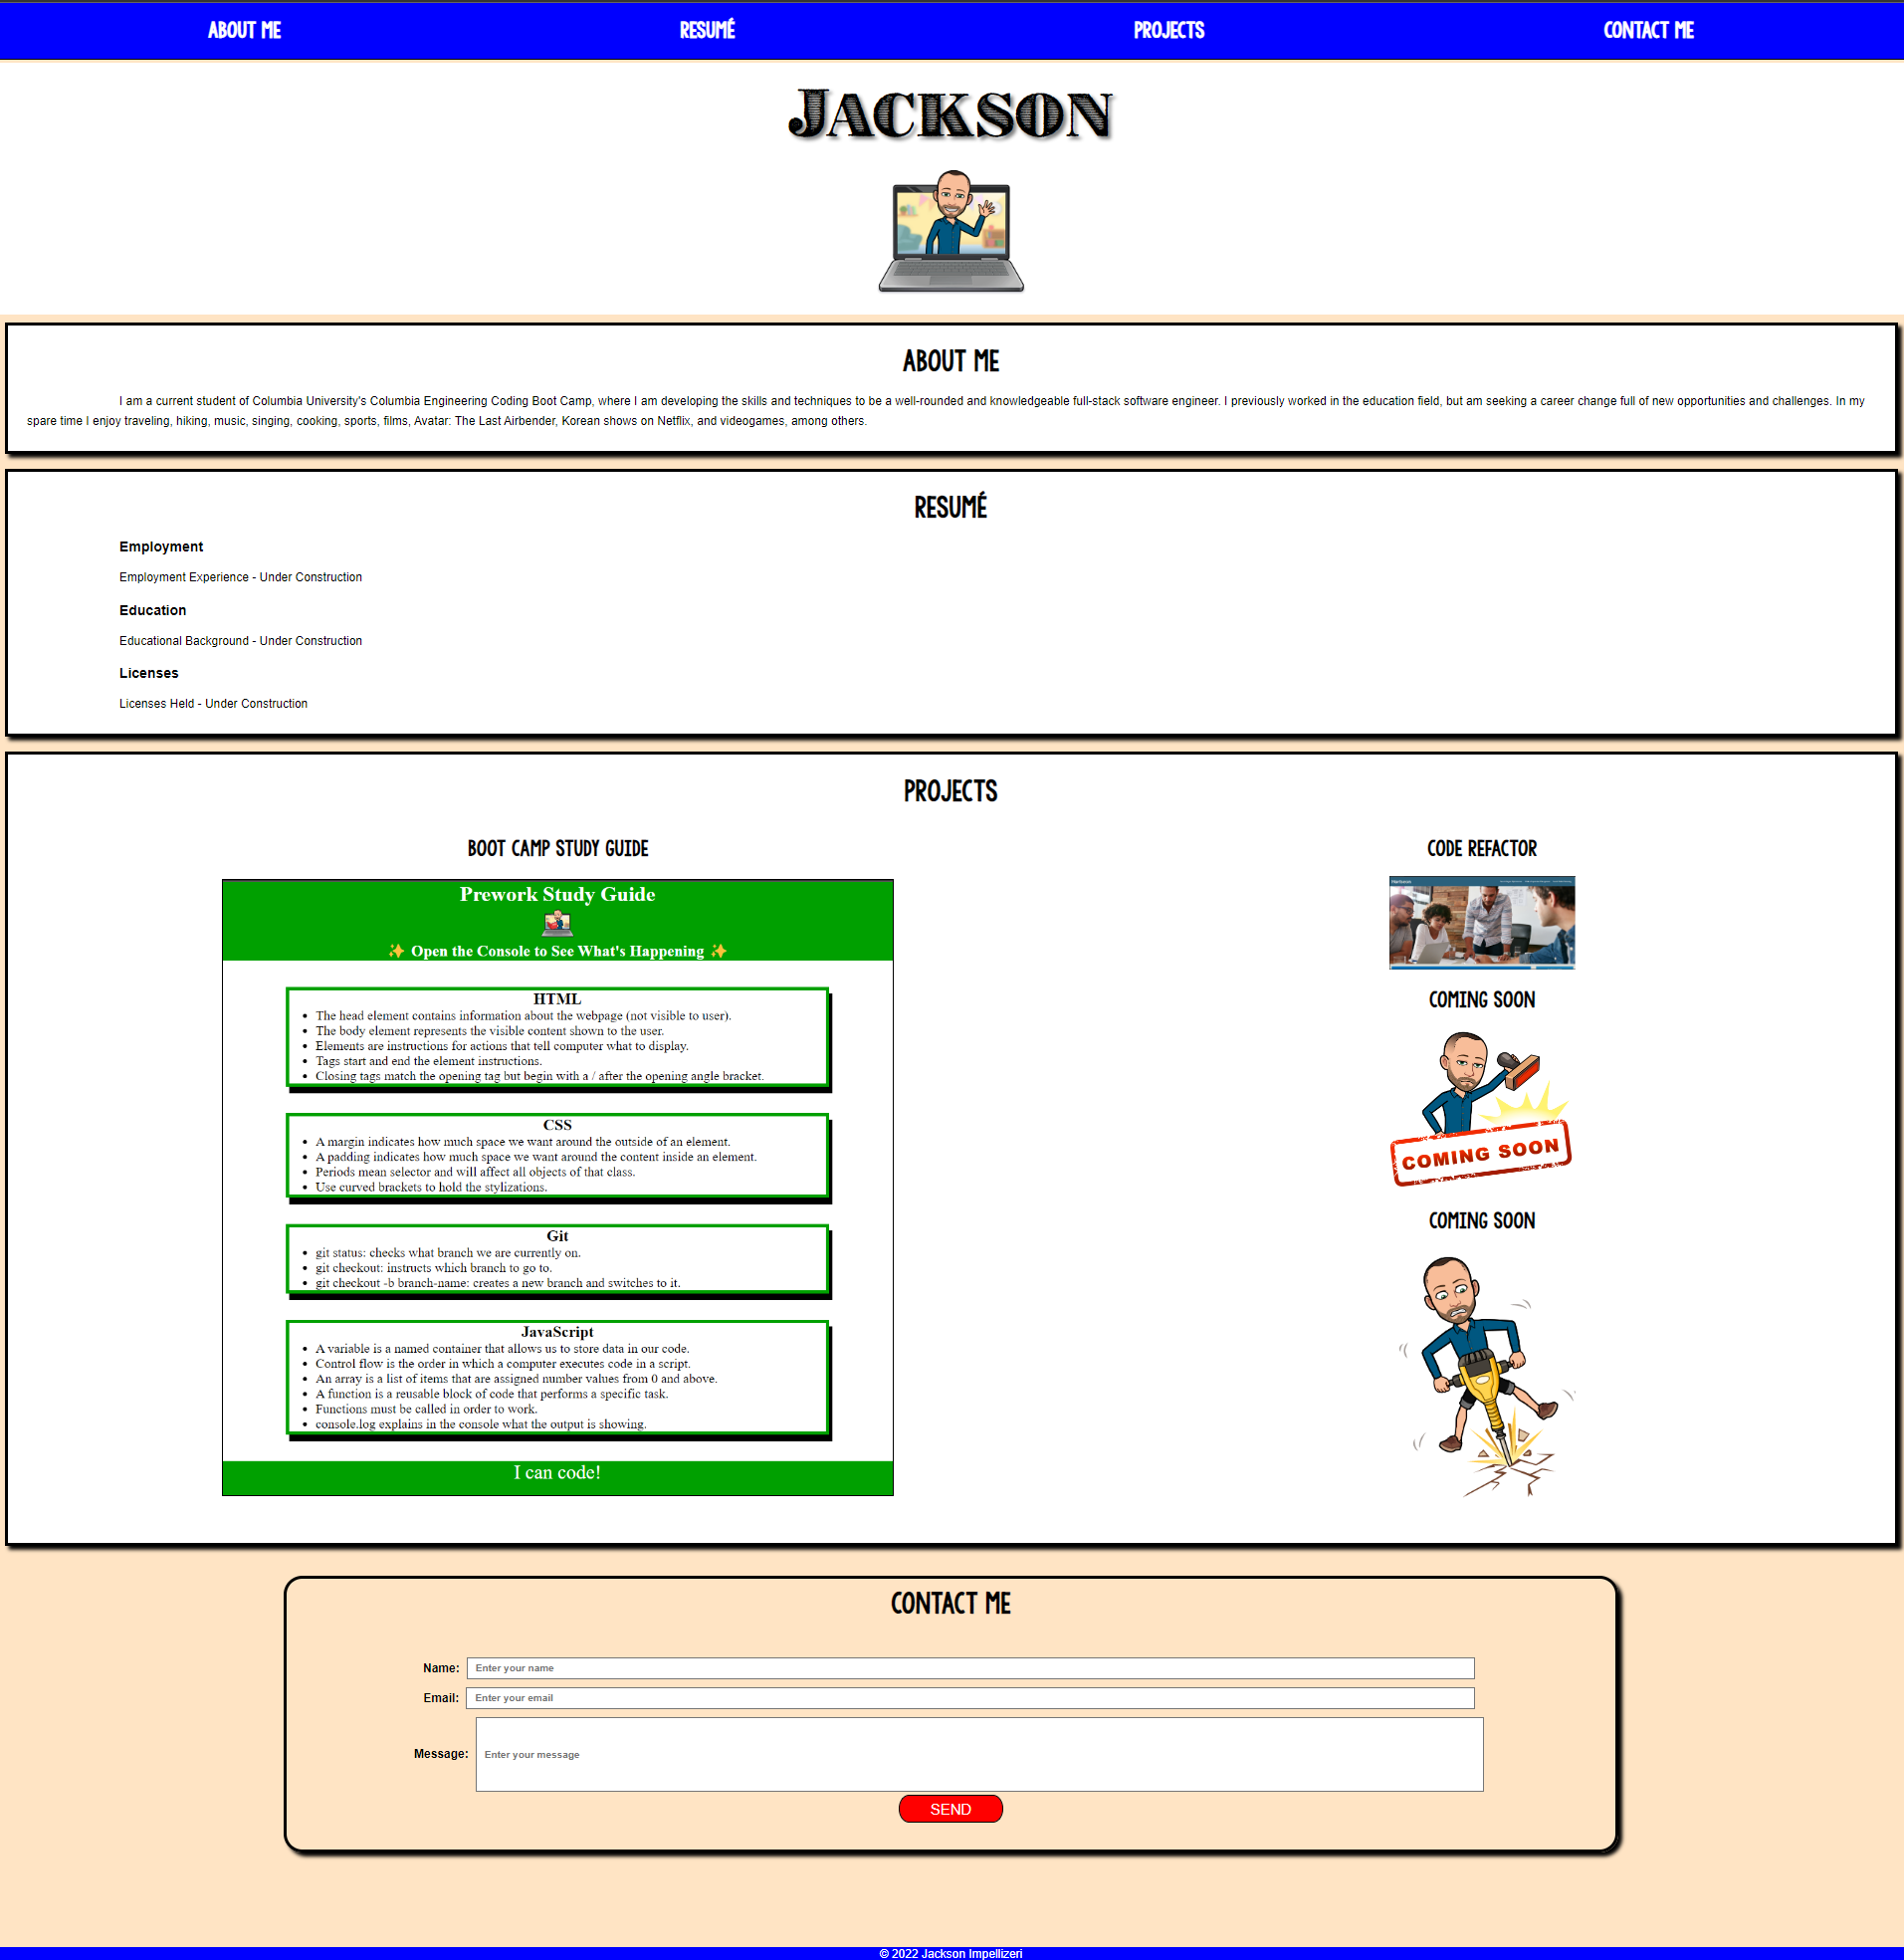 ABOUT ME
RESUMÉ
PROJECTS
CONTACT ME
JACKSON
ABOUT ME
I am a current student of Columbia University's Columbia Engineering Coding Boot Camp, where I am developing the skills and techniques to be a well-rounded and knowledgeable full-stack software engineer. I previously worked in the education field, but am seeking a career change full of new opportunities and challenges. In my
spare time I enjoy traveling, hiking, music, singing, cooking, sports, films, Avatar: The Last Airbender, Korean shows on Netflix, and videogames, among others.
RESUMÉ
Employment
Employment Experience - Under Construction
Education
Educational Background - Under Construction
Licenses
Licenses Held - Under Construction
PROJECTS
BOOT CAMP STUDY GUIDE
Prework Study Guide
✨ Open the Console to See What's Happening ✨
HTML
• The head element contains information about the webpage (not visible to user).
• The body element represents the visible content shown to the user.
• Elements are instructions for actions that tell computer what to display.
• Tags start and end the element instructions.
• Closing tags match the opening tag but begin with a / after the opening angle bracket.
CSS
• A margin indicates how much space we want around the outside of an element.
• A padding indicates how much space we want around the content inside an element.
• Periods mean selector and will affect all objects of that class.
• Use curved brackets to hold the stylizations.
Git
• git status: checks what branch we are currently on.
• git checkout: instructs which branch to go to.
• git checkout -b branch-name: creates a new branch and switches to it.
JavaScript
• A variable is a named container that allows us to store data in our code.
• Control flow is the order in which a computer executes code in a script.
• An array is a list of items that are assigned number values from 0 and above.
• A function is a reusable block of code that performs a specific task.
• Functions must be called in order to work.
• console.log explains in the console what the output is showing.
I can code!
CODE REFACTOR
COMING SOON
COMING SOON
COMING SOON
CONTACT ME
Name: Enter your name
Email: Enter your email
Message: Enter your message
SEND
© 2022 Jackson Impellizeri